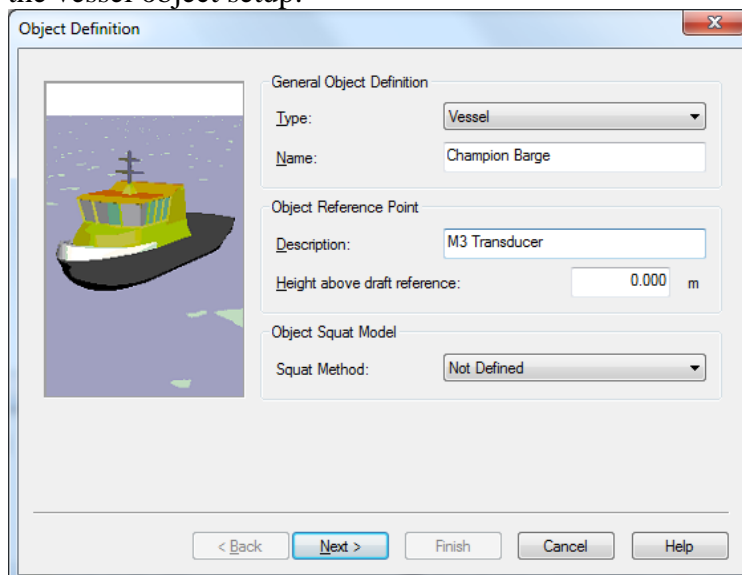 the vessel object setup.
Object Definition
x
General Object Definition
Type: Vessel
Name: Champion Barge
Object Reference Point
Description: M3 Transducer
Height above draft reference: 0.000 m
Object Squat Model
Squat Method: Not Defined
< Back Next > Finish Cancel Help